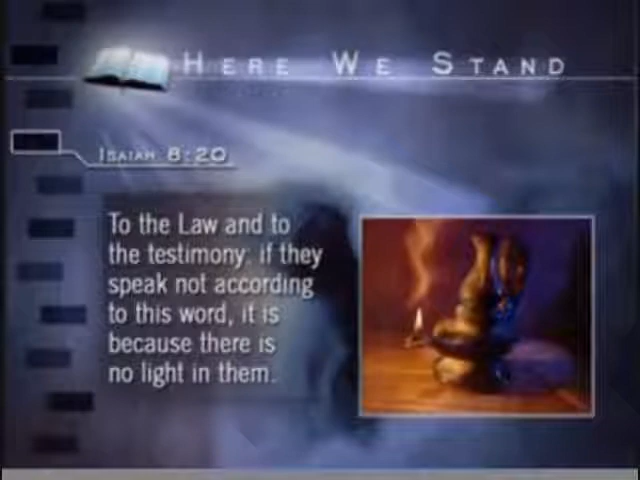 HERE WE STAND
ISAIAH 8:20
To the Law and to
the testimony: if they
speak not according
to this word, it is
because there is
no light in them.